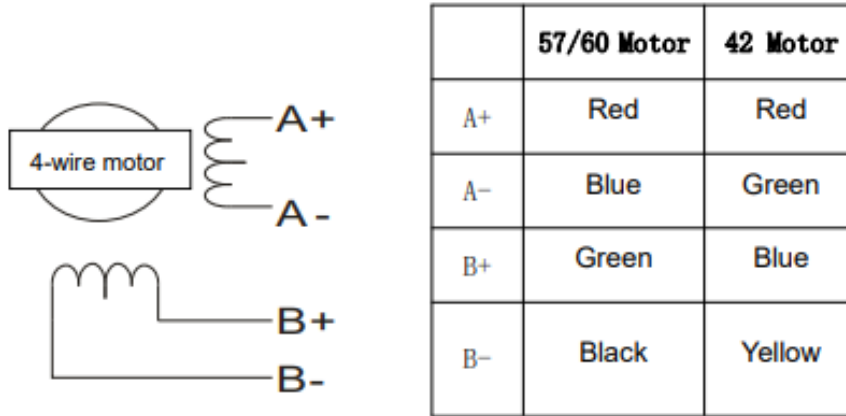 4-wire motor
A+
A-
B+
B-
57/60 Motor 42 Motor
A+ Red Red
A- Blue Green
B+ Green Blue
B- Black Yellow